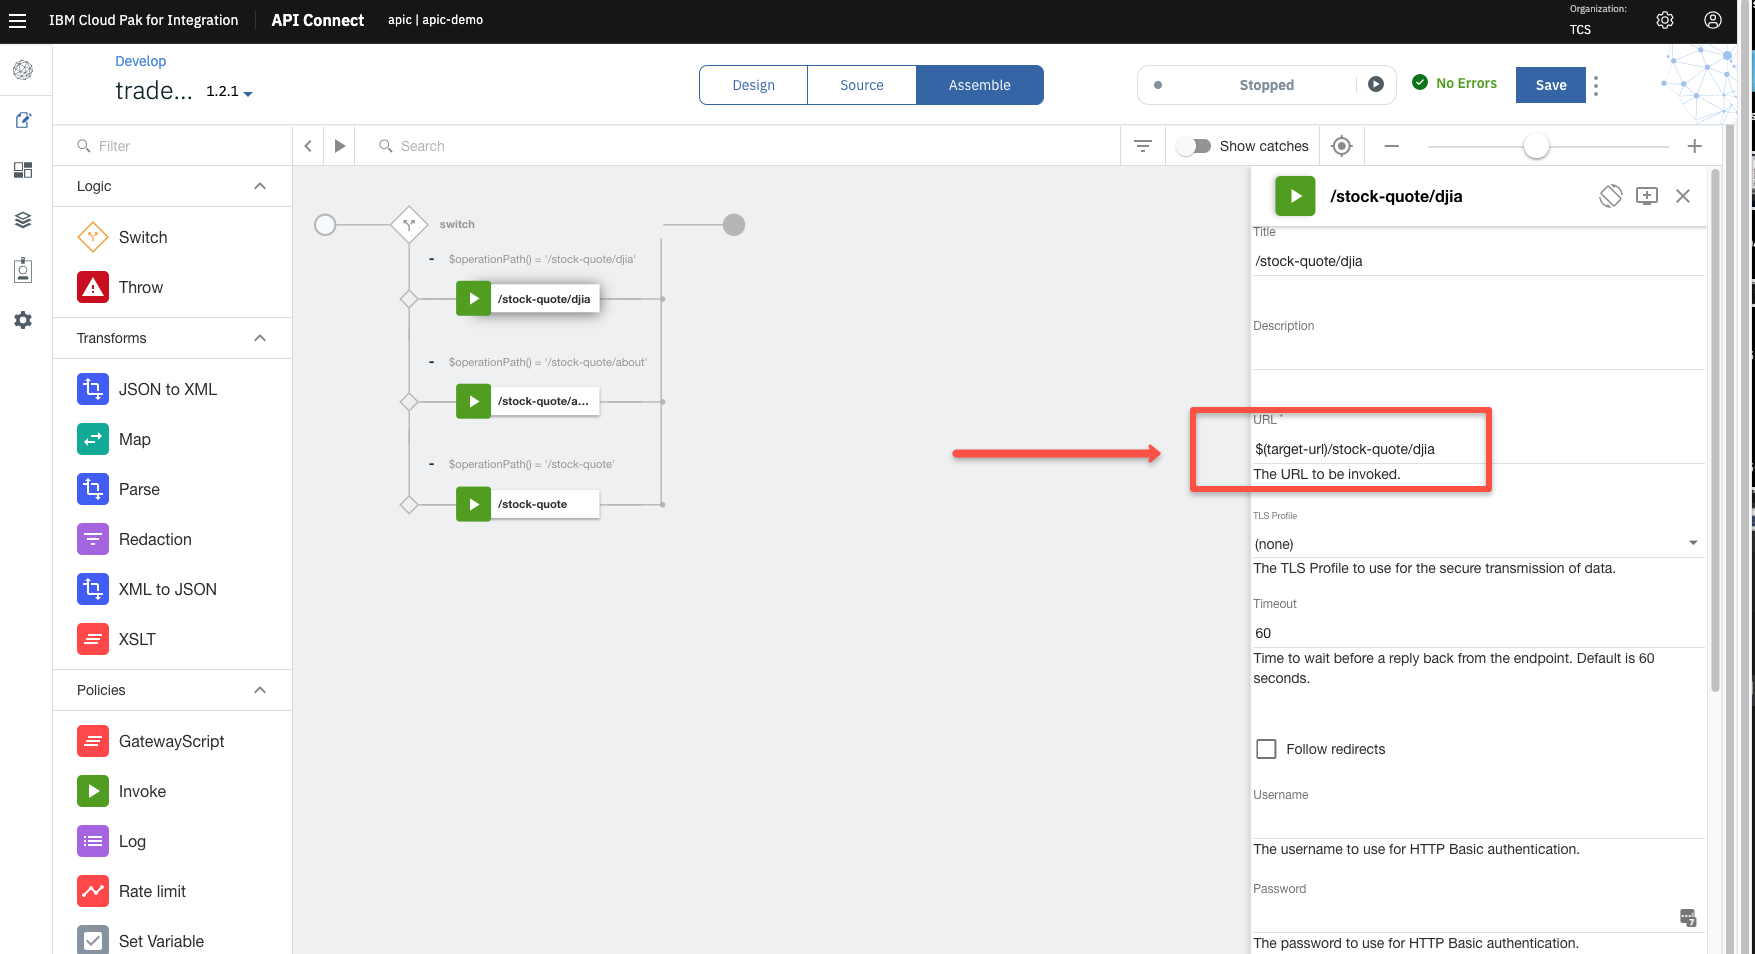 IBM Cloud Pak for Integration
API Connect
apic | apic-demo
Organization:
TCS
Develop
trade...
1.2.1
Design
Source
Assemble
Stopped
No Errors
Save
Filter
Search
Show catches
Logic
Switch
Throw
Transforms
JSON to XML
Map
Parse
Redaction
XML to JSON
XSLT
Policies
GatewayScript
Invoke
Log
Rate limit
Set Variable
switch
- $operationPath() = '/stock-quote/djia'
/stock-quote/djia
- $operationPath() = '/stock-quote/about'
/stock-quote/a...
- $operationPath() = '/stock-quote'
/stock-quote
/stock-quote/djia
Title
/stock-quote/djia
Description
URL *
$(target-url)/stock-quote/djia
The URL to be invoked.
TLS Profile
(none)
The TLS Profile to use for the secure transmission of data.
Timeout
60
Time to wait before a reply back from the endpoint. Default is 60
seconds.
Follow redirects
Username
The username to use for HTTP Basic authentication.
Password
The password to use for HTTP Basic authentication.